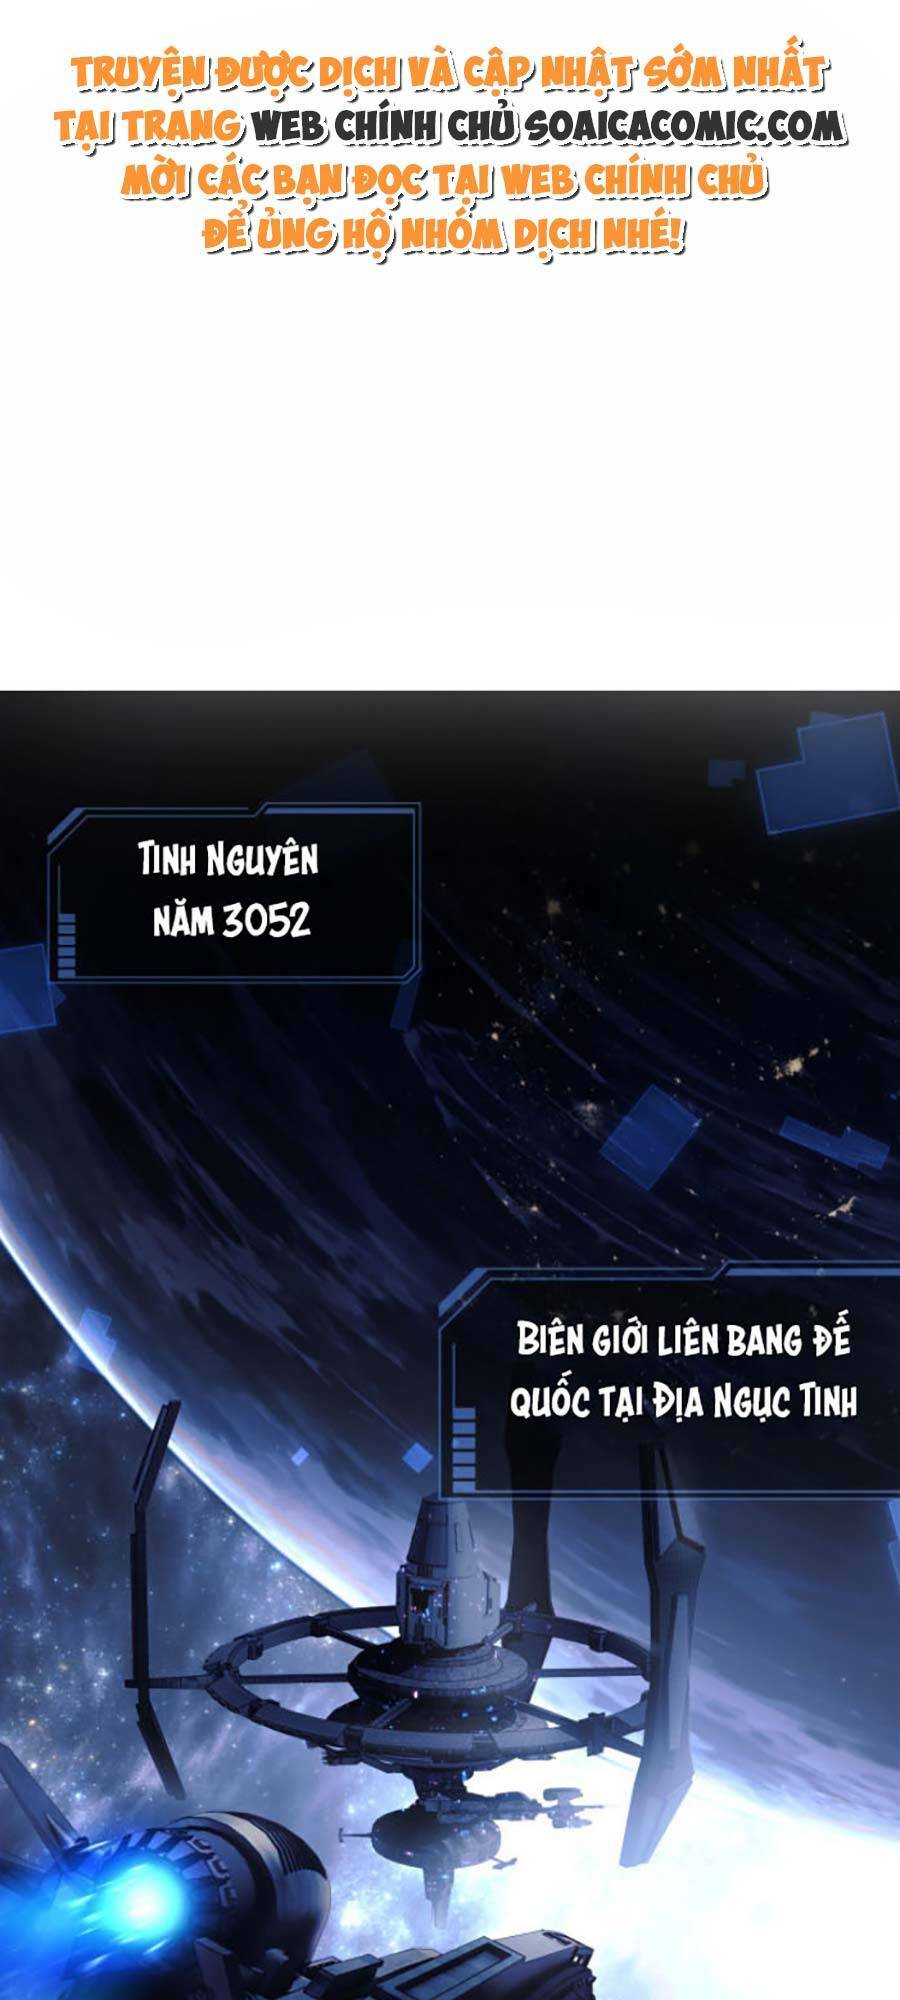 TRUYỆN ĐƯỢC DỊCH VÀ CẬP NHẬT SỚM NHẤT
TẠI TRANG WEB CHÍNH CHỦ SOAICACOMIC.COM
MỜI CÁC BẠN ĐỌC TẠI WEB CHÍNH CHỦ
ĐỂ ỦNG HỘ NHÓM DỊCH NHÉ!
TINH NGUYÊN
NĂM 3052
BIÊN GIỚI LIÊN BANG ĐẾ
QUỐC TẠI ĐỊA NGỤC TINH